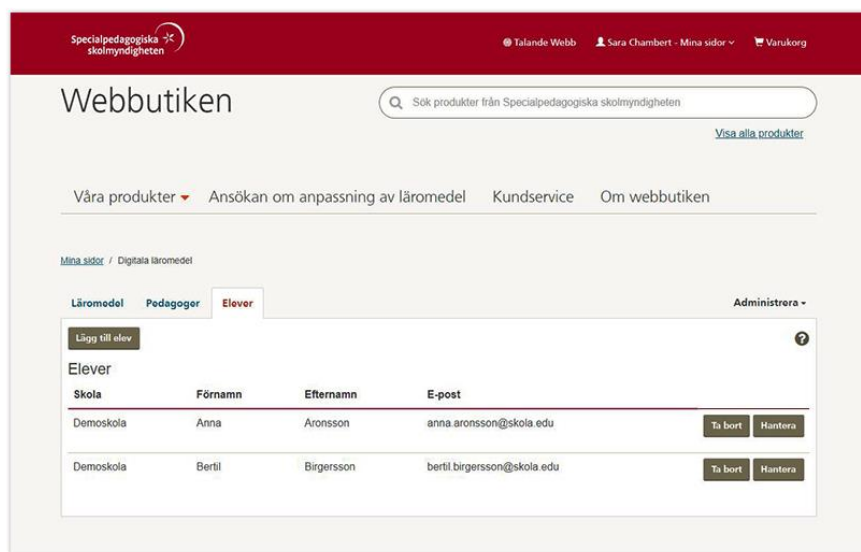 Specialpedagogiska
skolmyndigheten
Talande Webb Sara Chambert - Mina sidor Varukorg
Webbutiken
Sök produkter från Specialpedagogiska skolmyndigheten
Visa alla produkter
Våra produkter Ansökan om anpassning av läromedel Kundservice Om webbutiken
Mina sidor / Digitala läromedel
Läromedel Pedagoger Elever Administrera
Lägg till elev ?
Elever
Skola Förnamn Efternamn E-post
Demoskola Anna Aronsson anna.aronsson@skola.edu Ta bort Hantera
Demoskola Bertil Birgersson bertil.birgersson@skola.edu Ta bort Hantera